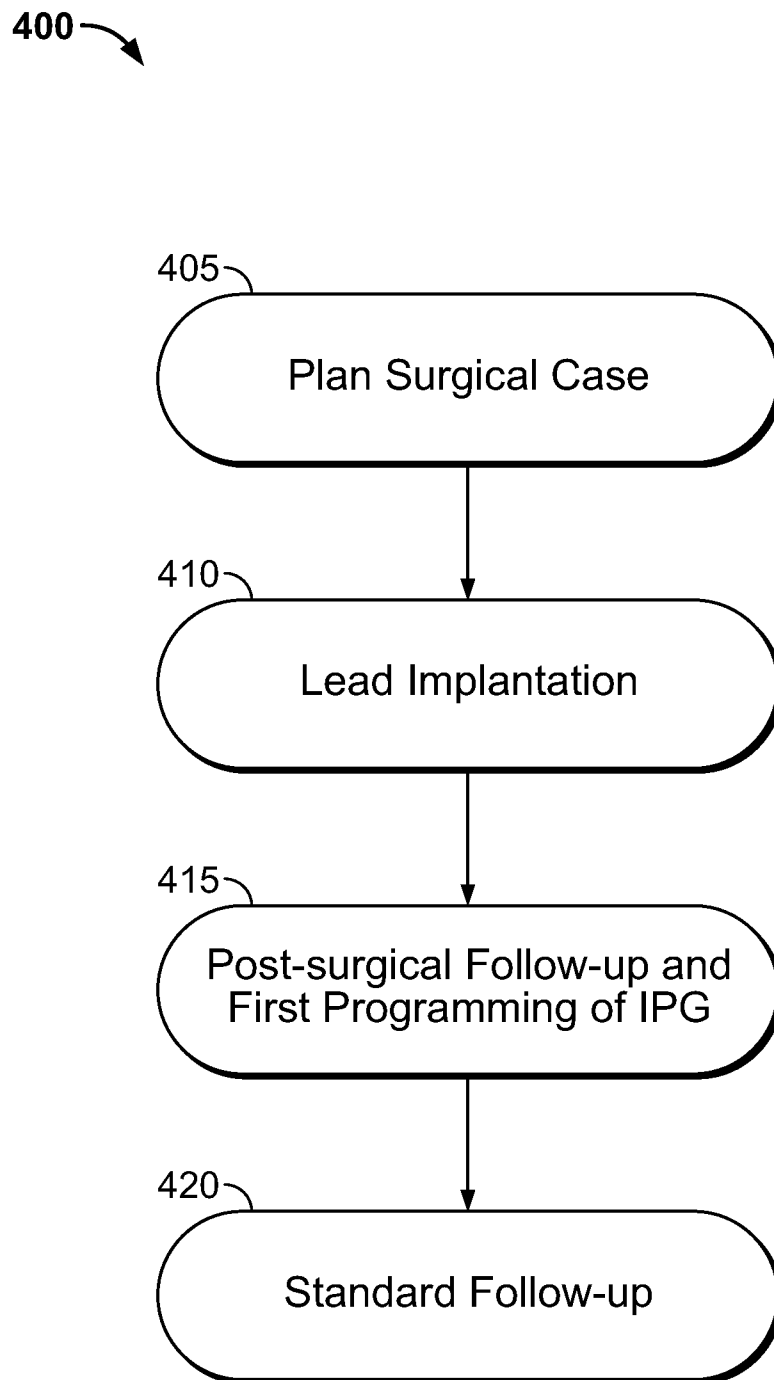 400
405
Plan Surgical Case
410
Lead Implantation
415
Post-surgical Follow-up and
First Programming of IPG
420
Standard Follow-up